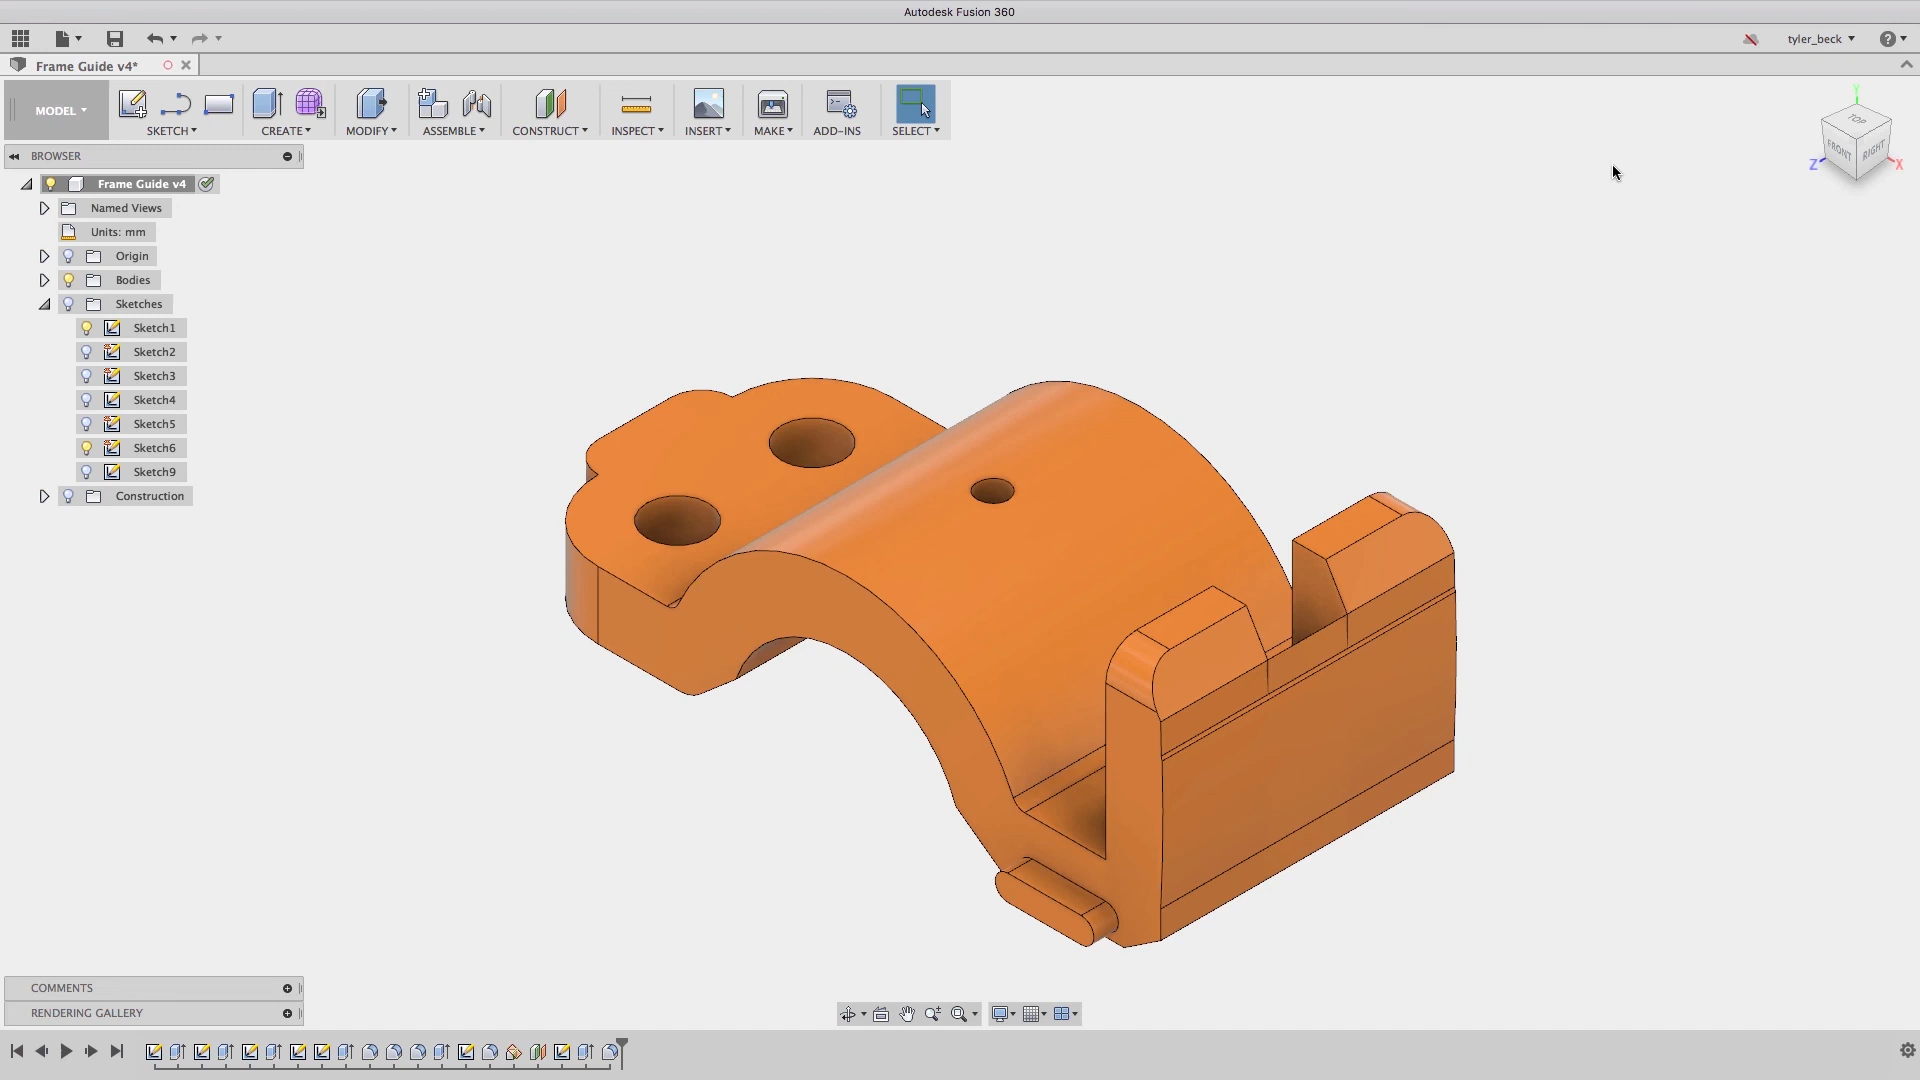 Autodesk Fusion 360
tyler_beck
Frame Guide v4*
MODEL
SKETCH
CREATE
MODIFY
ASSEMBLE
CONSTRUCT
INSPECT
INSERT
MAKE
ADD-INS
SELECT
Y
TOP
FRONT
RIGHT
Z
X
BROWSER
Frame Guide v4
Named Views
Units: mm
Origin
Bodies
Sketches
Sketch1
Sketch2
Sketch3
Sketch4
Sketch5
Sketch6
Sketch9
Construction
COMMENTS
RENDERING GALLERY